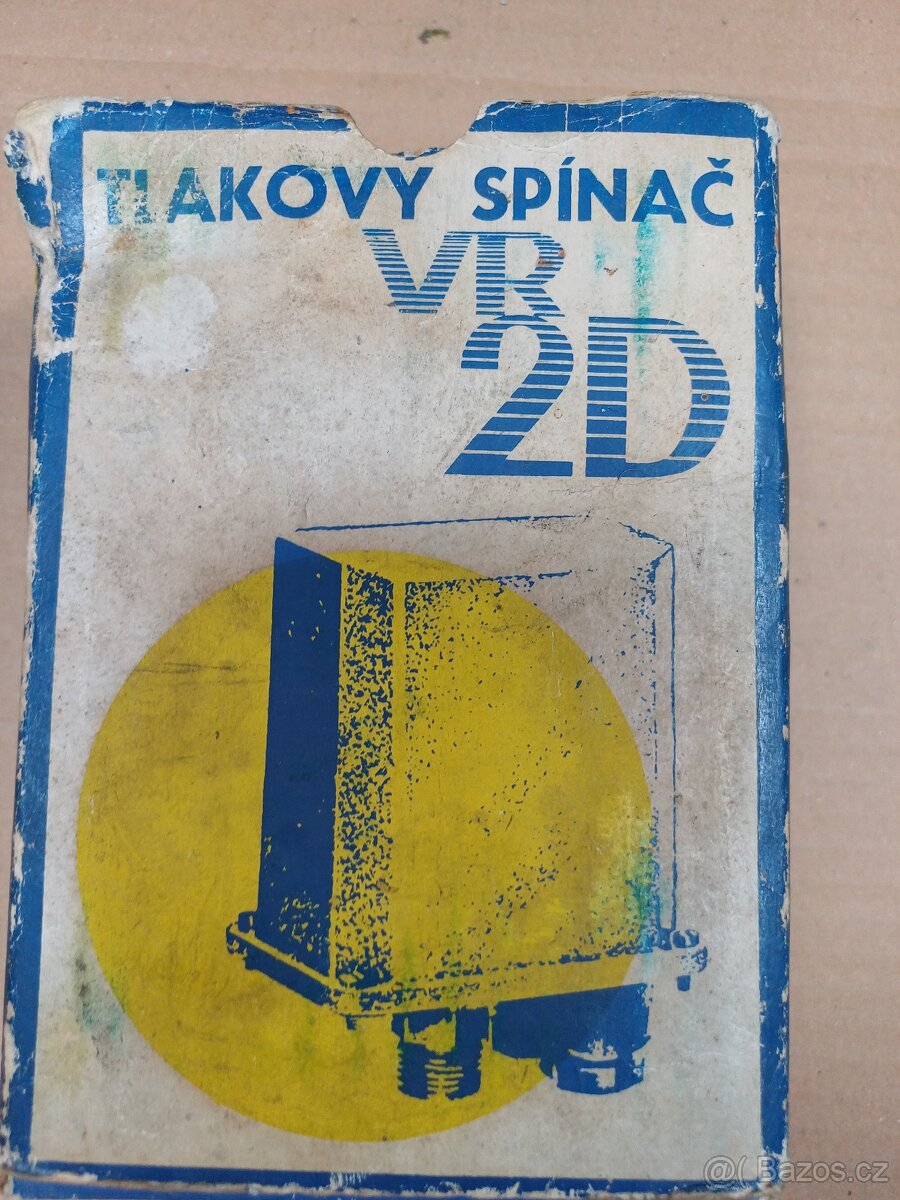 TLAKOVÝ SPÍNAČ
VR
2D
@( Bazos.cz